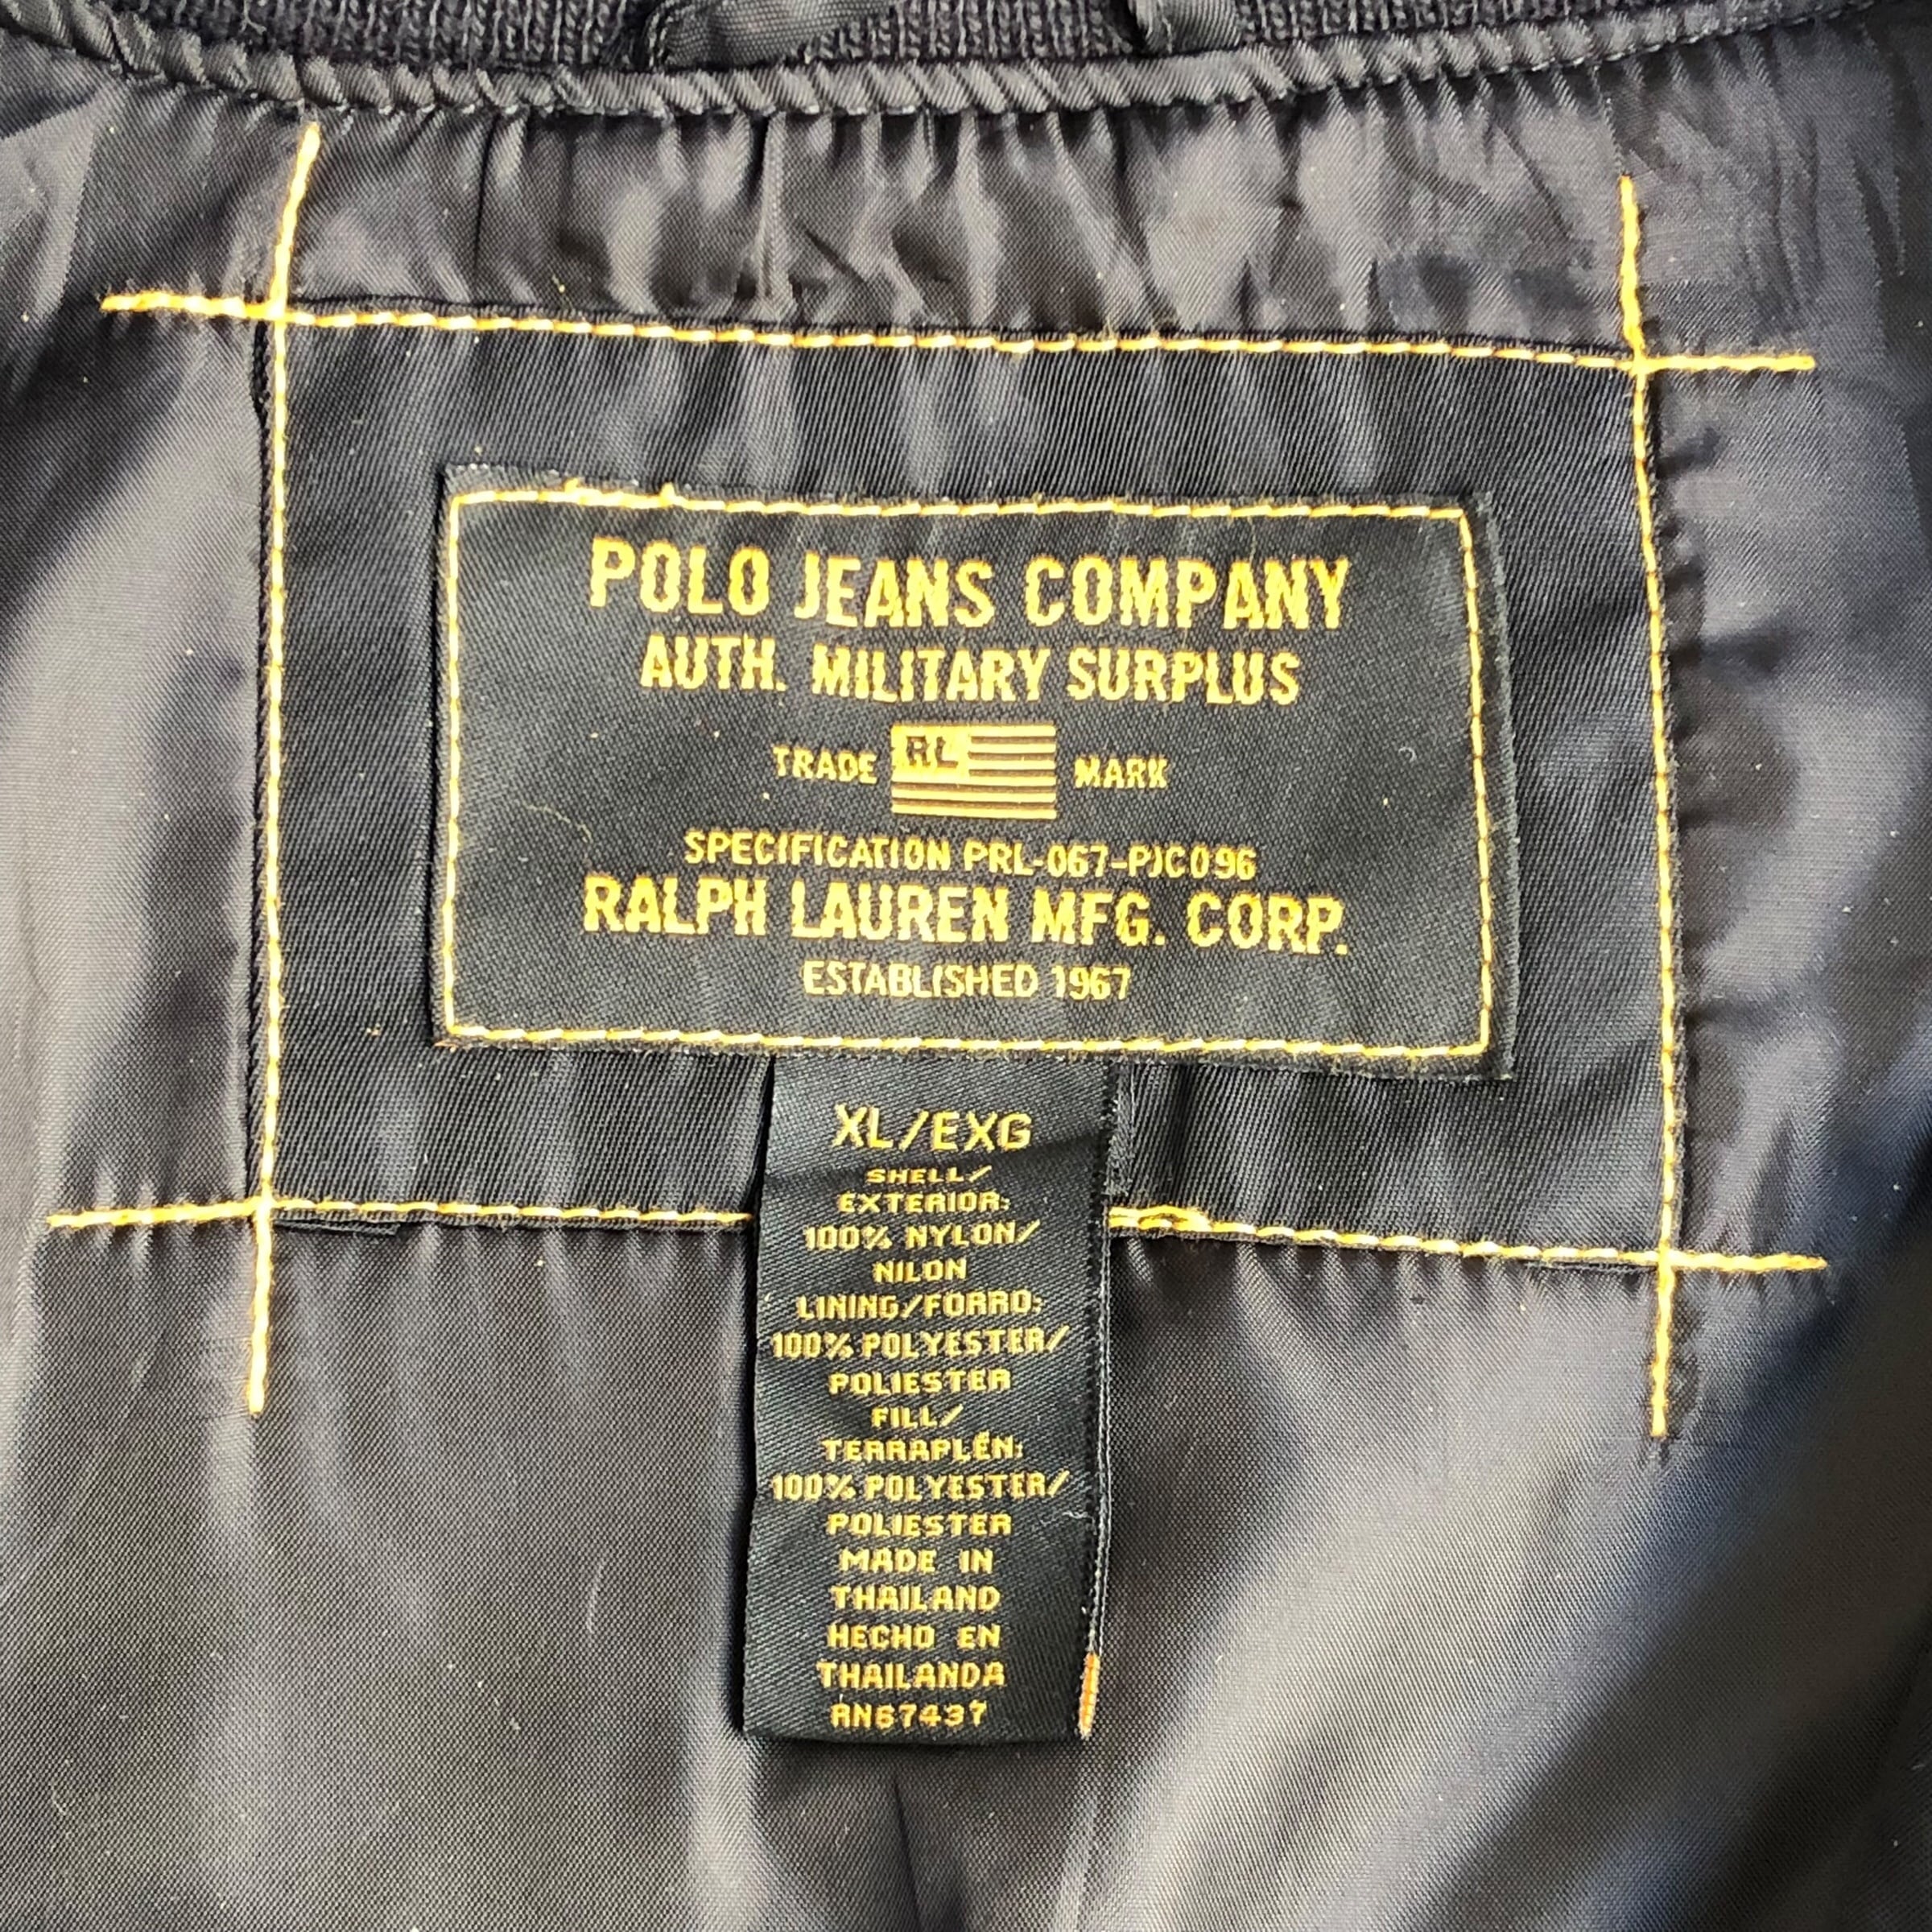 POLO JEANS COMPANY
AUTH. MILITARY SURPLUS
TRADE RL MARK
SPECIFICATION PRL-067-PJC096
RALPH LAUREN MFG. CORP.
ESTABLISHED 1967
XL/EXG
SHELL/
EXTERIOR:
100% NYLON/
NILON
LINING/FORRO:
100% POLYESTER/
POLIESTER
FILL/
TERRAPLÉN:
100% POLYESTER/
POLIESTER
MADE IN
THAILAND
HECHO EN
THAILANDA
RN67437